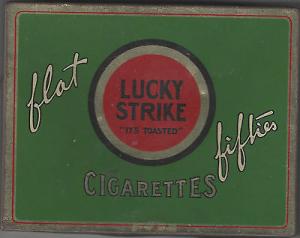 flat
LUCKY
STRIKE
"IT'S TOASTED"
CIGARETTES
fifties